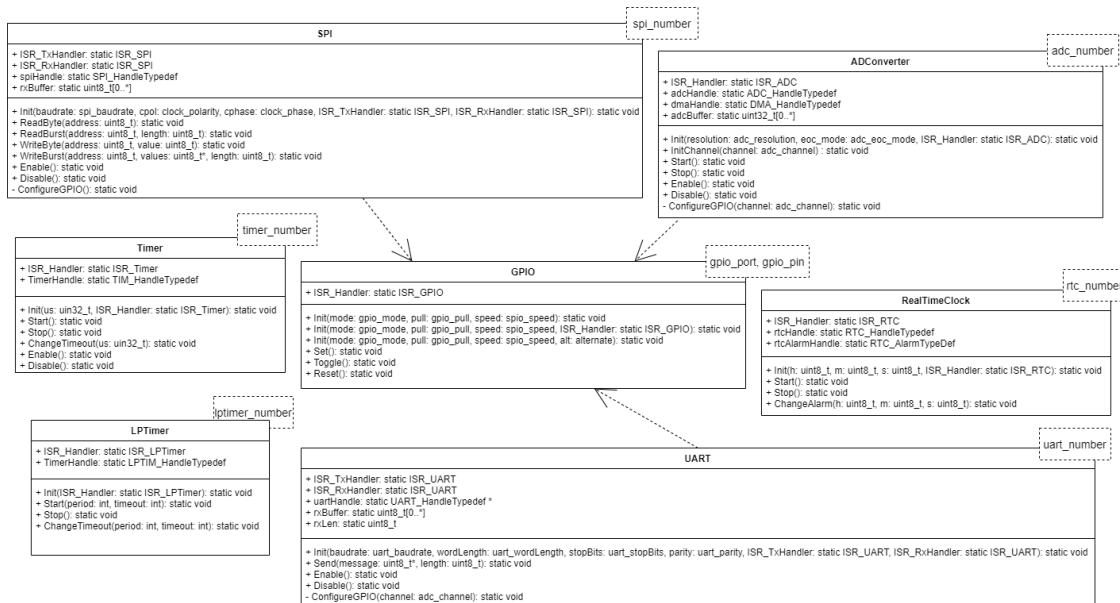 spi_number
SPI
+ ISR_TxHandler: static ISR_SPI
+ ISR_RxHandler: static ISR_SPI
+ spiHandle: static SPI_HandleTypedef
+ rxBuffer: static uint8_t[0..*]
+ Init(baudrate: spi_baudrate, cpol: clock_polarity, cphase: clock_phase, ISR_TxHandler: static ISR_SPI, ISR_RxHandler: static ISR_SPI): static void
+ ReadByte(address: uint8_t): static void
+ ReadBurst(address: uint8_t, length: uint8_t): static void
+ WriteByte(address: uint8_t, value: uint8_t): static void
+ WriteBurst(address: uint8_t, values: uint8_t*, length: uint8_t): static void
+ Enable(): static void
+ Disable(): static void
- ConfigureGPIO(): static void
adc_number
ADConverter
+ ISR_Handler: static ISR_ADC
+ adcHandle: static ADC_HandleTypedef
+ dmaHandle: static DMA_HandleTypedef
+ adcBuffer: static uint32_t[0..*]
+ Init(resolution: adc_resolution, eoc_mode: adc_eoc_mode, ISR_Handler: static ISR_ADC): static void
+ InitChannel(channel: adc_channel) : static void
+ Start(): static void
+ Stop(): static void
+ Enable(): static void
+ Disable(): static void
- ConfigureGPIO(channel: adc_channel): static void
timer_number
Timer
+ ISR_Handler: static ISR_Timer
+ TimerHandle: static TIM_HandleTypedef
+ Init(us: uin32_t, ISR_Handler: static ISR_Timer): static void
+ Start(): static void
+ Stop(): static void
+ ChangeTimeout(us: uin32_t): static void
+ Enable(): static void
+ Disable(): static void
gpio_port, gpio_pin
GPIO
+ ISR_Handler: static ISR_GPIO
+ Init(mode: gpio_mode, pull: gpio_pull, speed: spio_speed): static void
+ Init(mode: gpio_mode, pull: gpio_pull, speed: spio_speed, ISR_Handler: static ISR_GPIO): static void
+ Init(mode: gpio_mode, pull: gpio_pull, speed: spio_speed, alt: alternate): static void
+ Set(): static void
+ Toggle(): static void
+ Reset(): static void
rtc_number
RealTimeClock
+ ISR_Handler: static ISR_RTC
+ rtcHandle: static RTC_HandleTypedef
+ rtcAlarmHandle: static RTC_AlarmTypeDef
+ Init(h: uint8_t, m: uint8_t, s: uint8_t, ISR_Handler: static ISR_RTC): static void
+ Start(): static void
+ Stop(): static void
+ ChangeAlarm(h: uint8_t, m: uint8_t, s: uint8_t): static void
lptimer_number
LPTimer
+ ISR_Handler: static ISR_LPTimer
+ TimerHandle: static LPTIM_HandleTypedef
+ Init(ISR_Handler: static ISR_LPTimer): static void
+ Start(period: int, timeout: int): static void
+ Stop(): static void
+ ChangeTimeout(period: int, timeout: int): static void
uart_number
UART
+ ISR_TxHandler: static ISR_UART
+ ISR_RxHandler: static ISR_UART
+ uartHandle: static UART_HandleTypedef *
+ rxBuffer: static uint8_t[0..*]
+ rxLen: static uint8_t
+ Init(baudrate: uart_baudrate, wordLength: uart_wordLength, stopBits: uart_stopBits, parity: uart_parity, ISR_TxHandler: static ISR_UART, ISR_RxHandler: static ISR_UART): static void
+ Send(message: uint8_t*, length: uint8_t): static void
+ Enable(): static void
+ Disable(): static void
- ConfigureGPIO(channel: adc_channel): static void